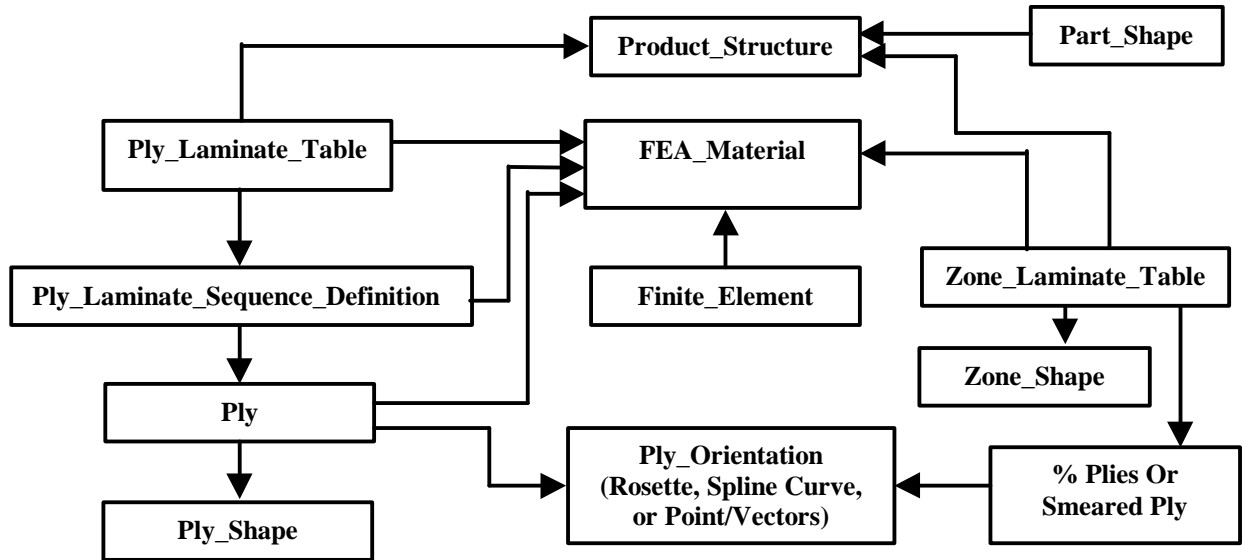 Product_Structure
Part_Shape
Ply_Laminate_Table
FEA_Material
Ply_Laminate_Sequence_Definition
Finite_Element
Zone_Laminate_Table
Zone_Shape
Ply
Ply_Orientation
(Rosette, Spline Curve,
or Point/Vectors)
% Plies Or
Smeared Ply
Ply_Shape